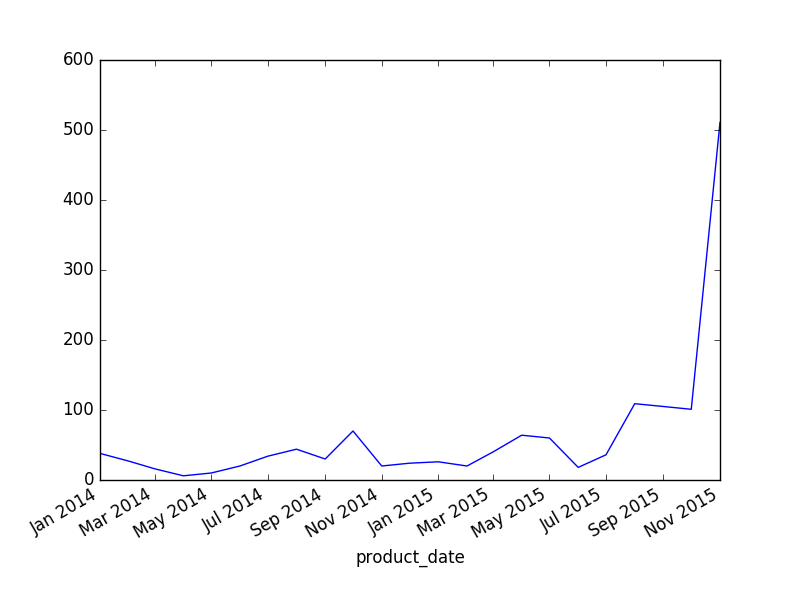 600
500
400
300
200
100
0
Jan 2014
Mar 2014
May 2014
Jul 2014
Sep 2014
Nov 2014
Jan 2015
Mar 2015
May 2015
Jul 2015
Sep 2015
Nov 2015
product_date